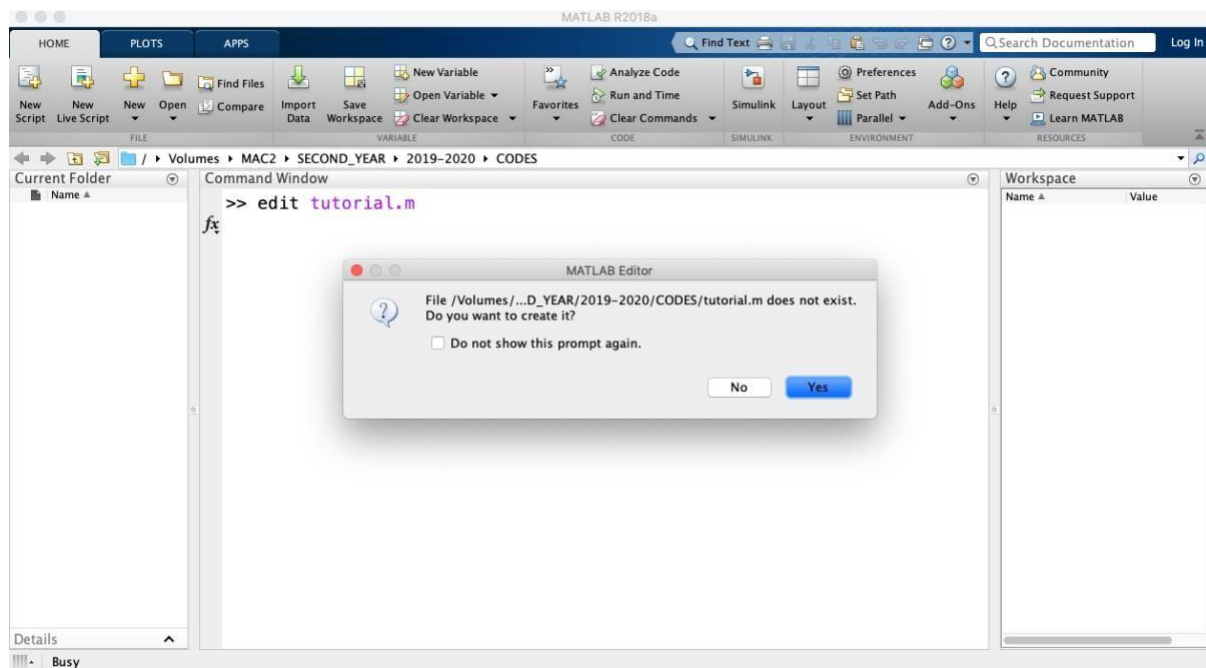 MATLAB R2018a
HOME PLOTS APPS
Find Text
Search Documentation
Log In
New Script
New Live Script
New
Open
Find Files
Compare
FILE
Import Data
Save Workspace
New Variable
Open Variable
Clear Workspace
VARIABLE
Favorites
Analyze Code
Run and Time
Clear Commands
CODE
Simulink
SIMULINK
Layout
Preferences
Set Path
Parallel
Add-Ons
ENVIRONMENT
Help
Community
Request Support
Learn MATLAB
RESOURCES
/ Volumes MAC2 SECOND_YEAR 2019-2020 CODES
Current Folder
Name
Command Window
>> edit tutorial.m
fx
Workspace
Name Value
MATLAB Editor
File /Volumes/...D_YEAR/2019-2020/CODES/tutorial.m does not exist.
Do you want to create it?
Do not show this prompt again.
No Yes
Details
Busy